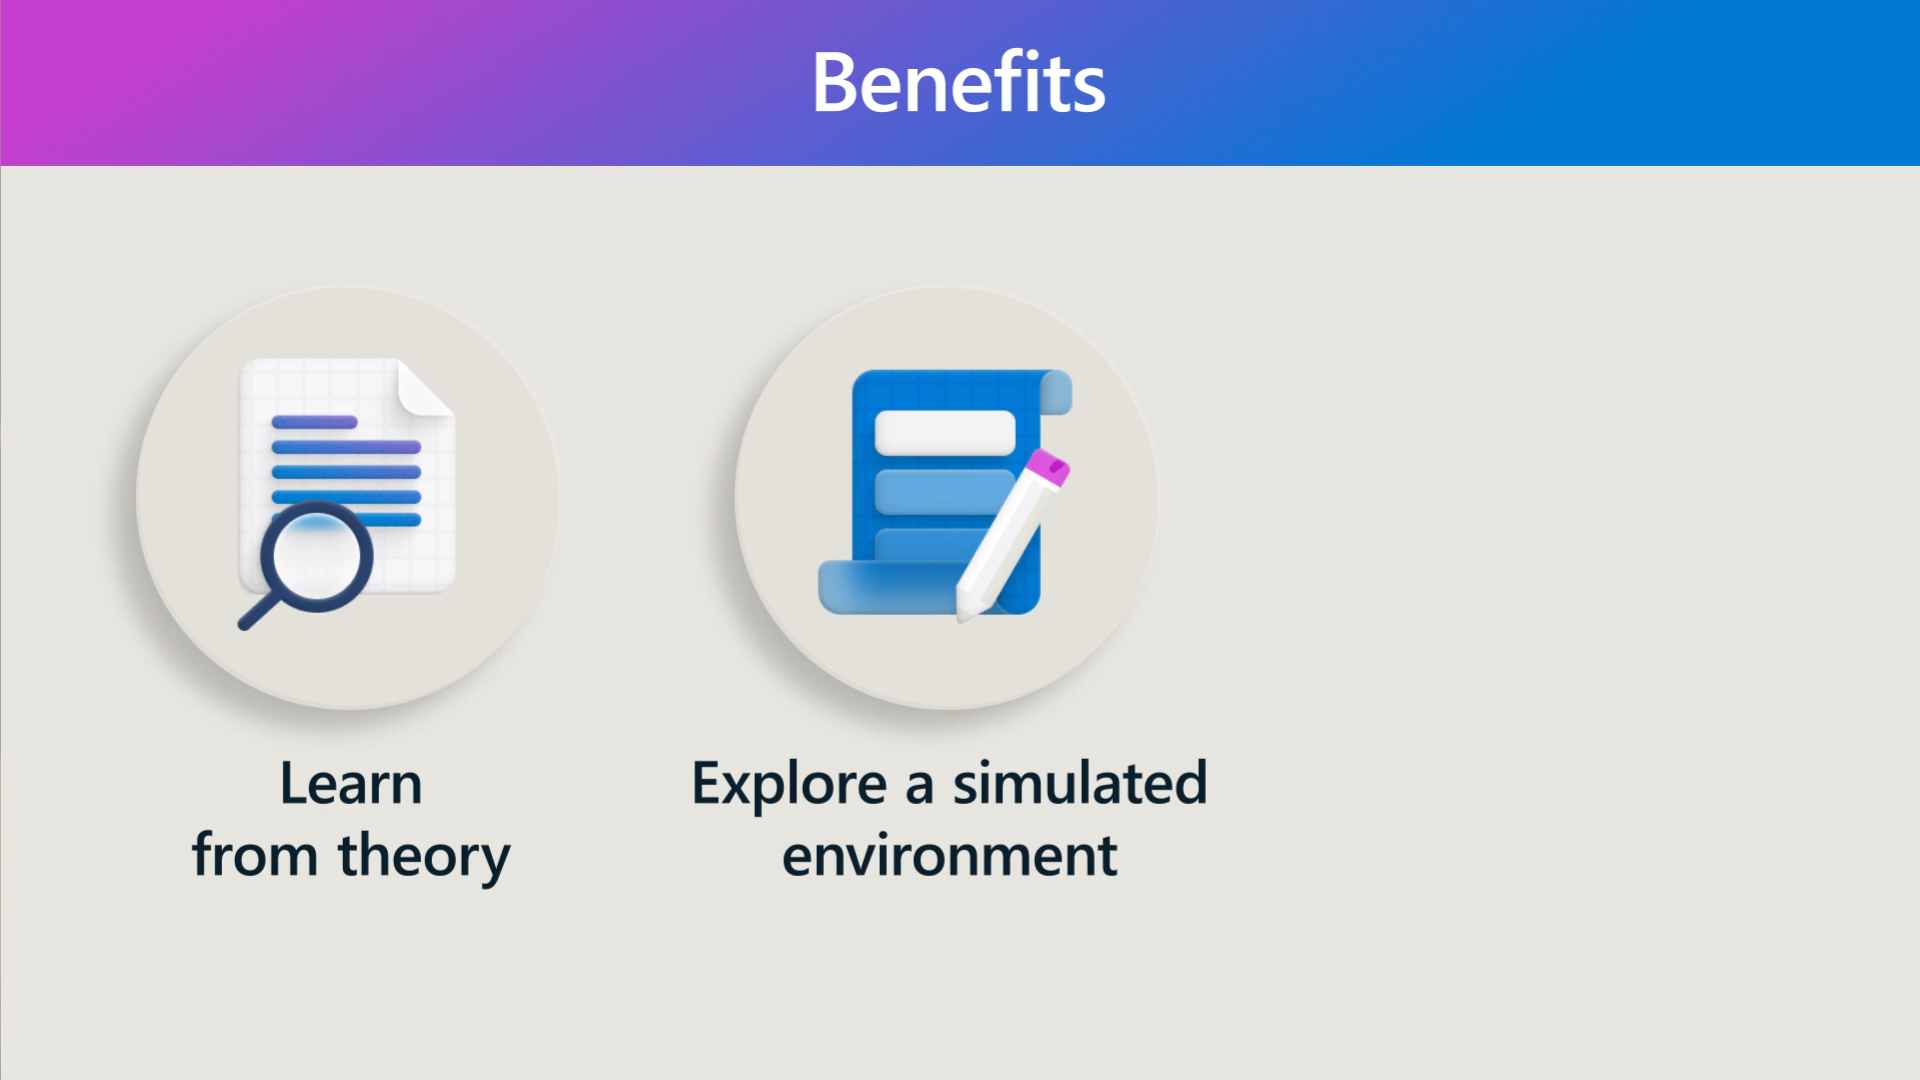 Benefits
Learn
from theory
Explore a simulated
environment